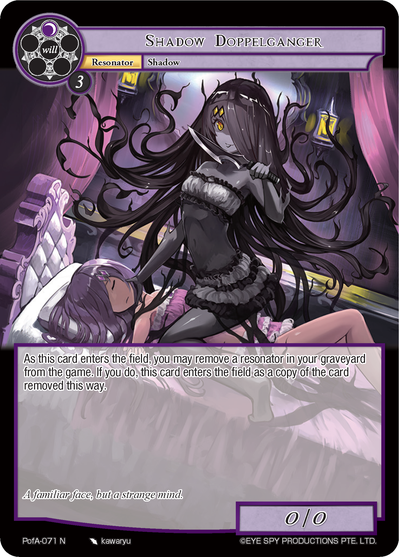 Shadow Doppelganger
will
Resonator
Shadow
3
As this card enters the field, you may remove a resonator in your graveyard
from the game. If you do, this card enters the field as a copy of the card
removed this way.
A familiar face, but a strange mind.
0/0
PofA-071 N
kawaryu
©EYE SPY PRODUCTIONS PTE. LTD.